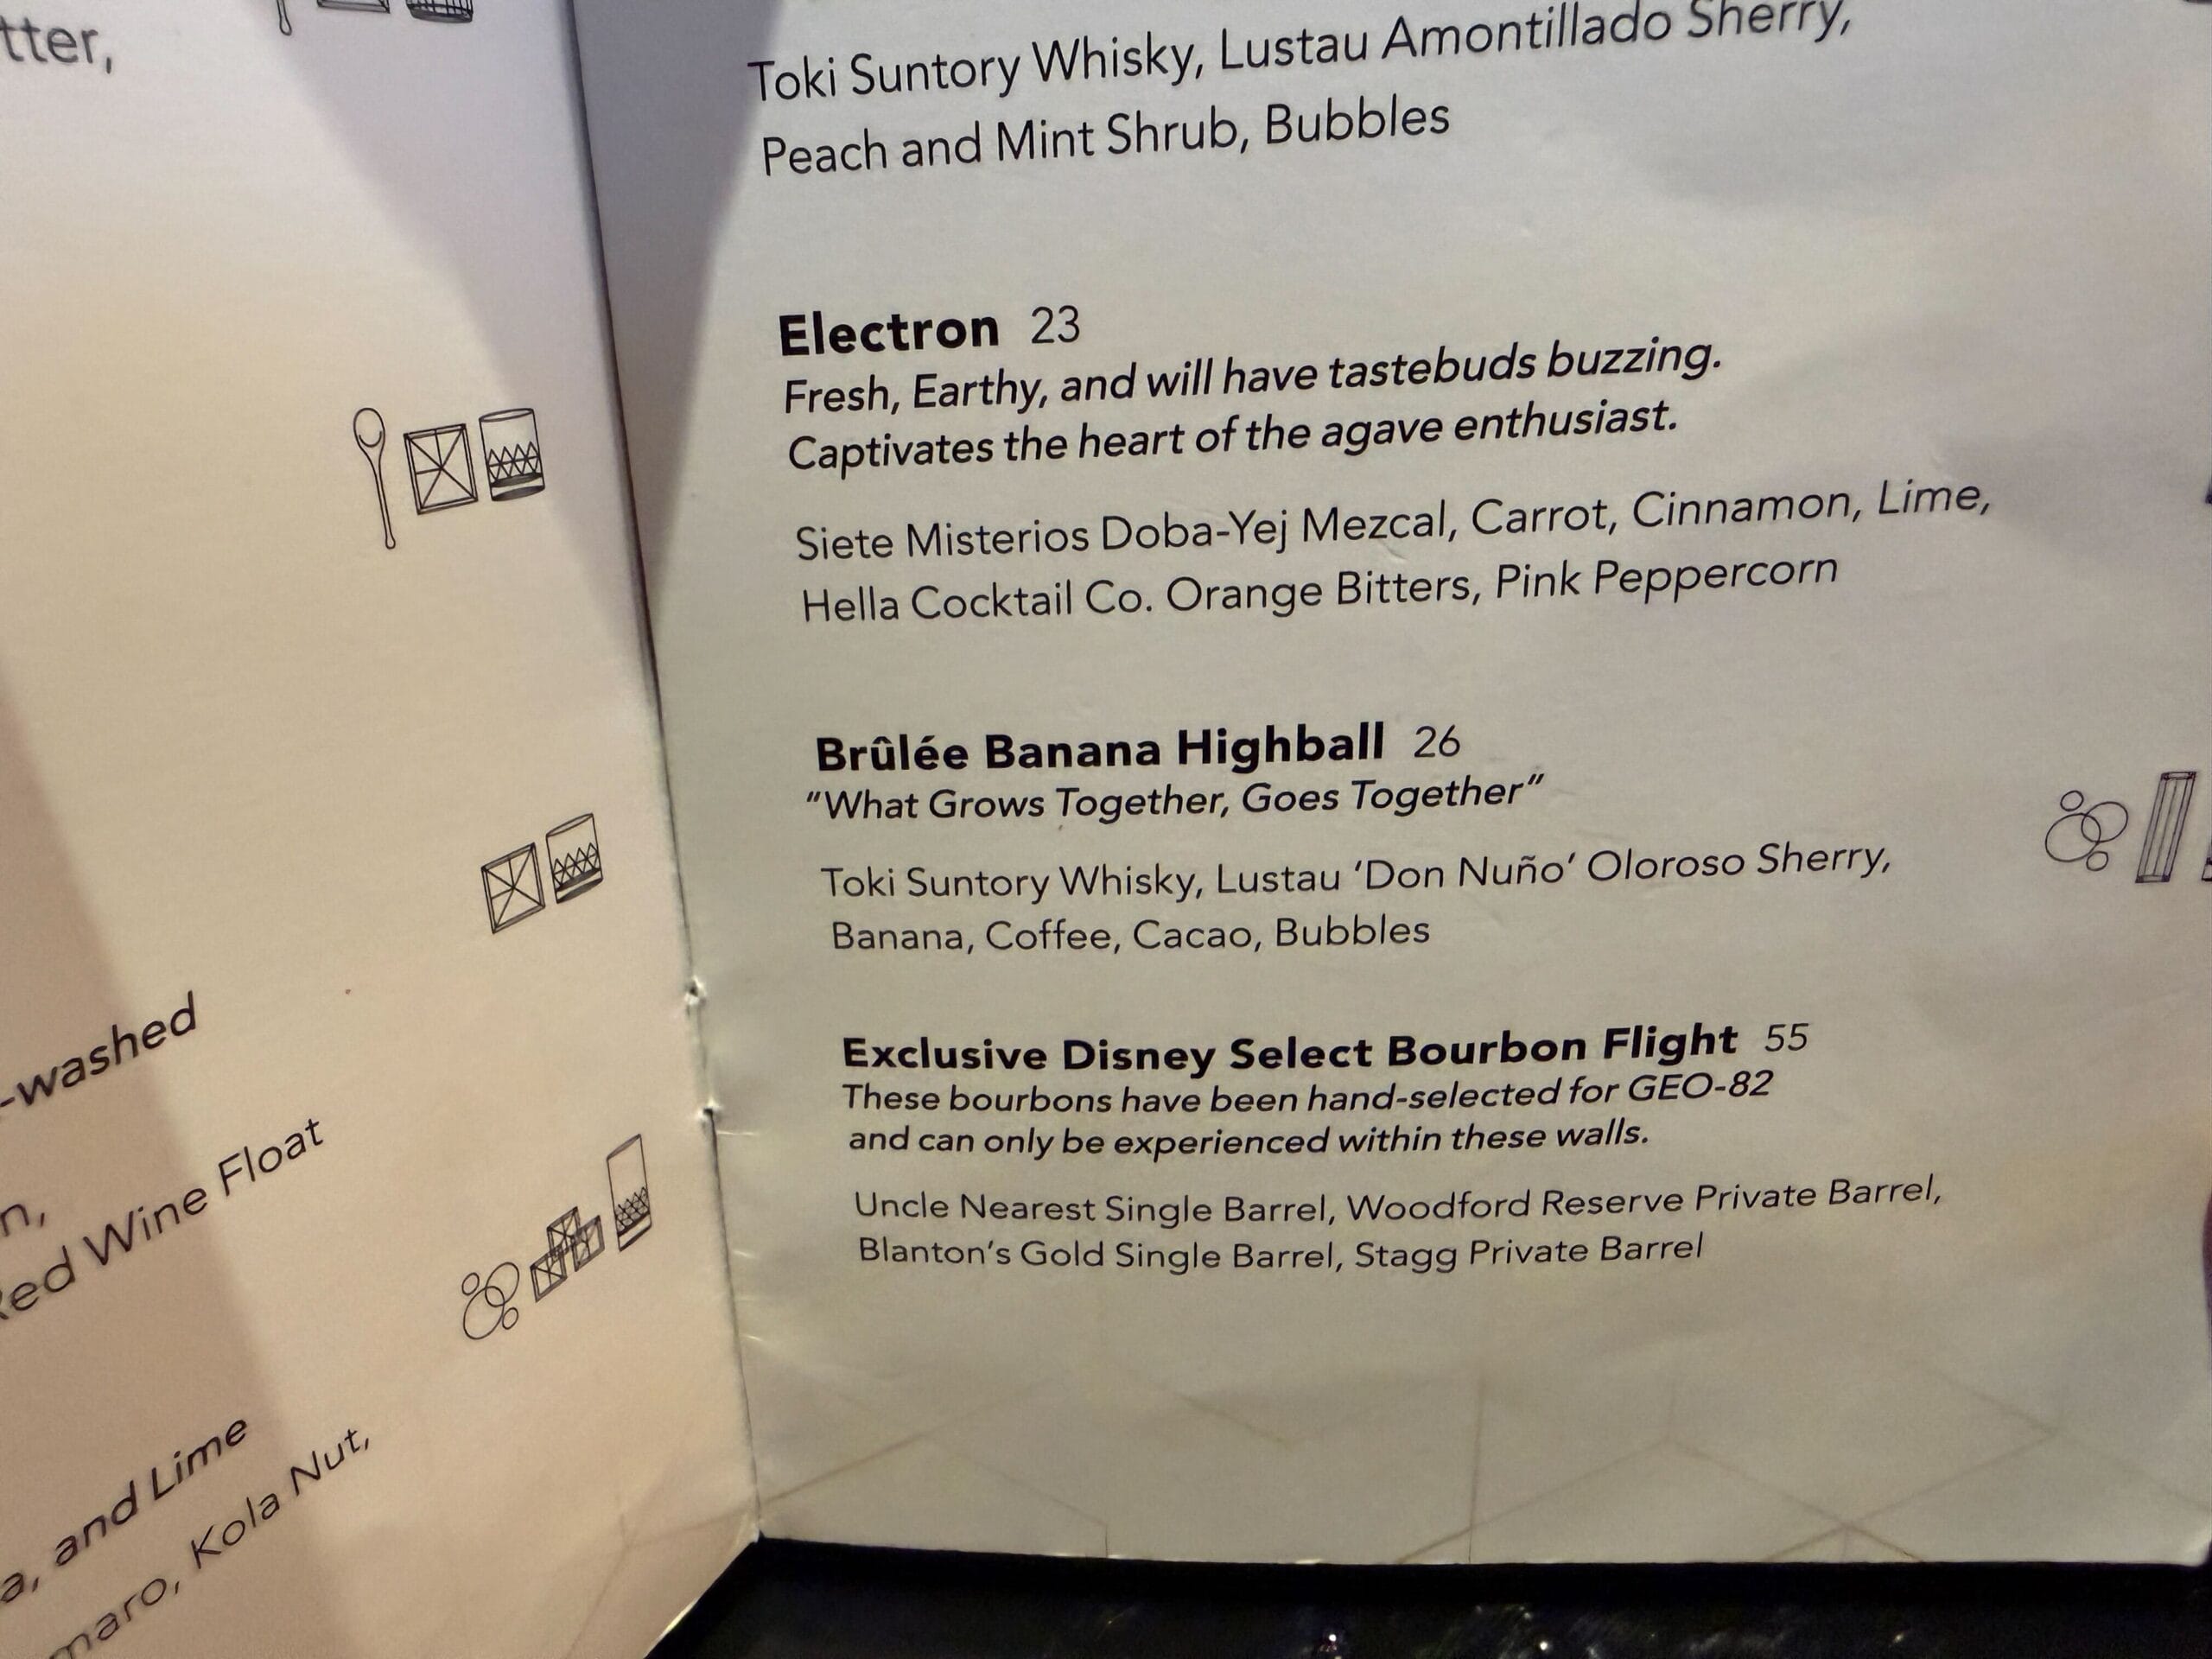 tter,
-washed
n,
Red Wine Float
a, and Lime
maro, Kola Nut,
Toki Suntory Whisky, Lustau Amontillado Sherry,
Peach and Mint Shrub, Bubbles
Electron 23
Fresh, Earthy, and will have tastebuds buzzing.
Captivates the heart of the agave enthusiast.
Siete Misterios Doba-Yej Mezcal, Carrot, Cinnamon, Lime,
Hella Cocktail Co. Orange Bitters, Pink Peppercorn
Brûlée Banana Highball 26
"What Grows Together, Goes Together"
Toki Suntory Whisky, Lustau ‘Don Nuño’ Oloroso Sherry,
Banana, Coffee, Cacao, Bubbles
Exclusive Disney Select Bourbon Flight 55
These bourbons have been hand-selected for GEO-82
and can only be experienced within these walls.
Uncle Nearest Single Barrel, Woodford Reserve Private Barrel,
Blanton’s Gold Single Barrel, Stagg Private Barrel